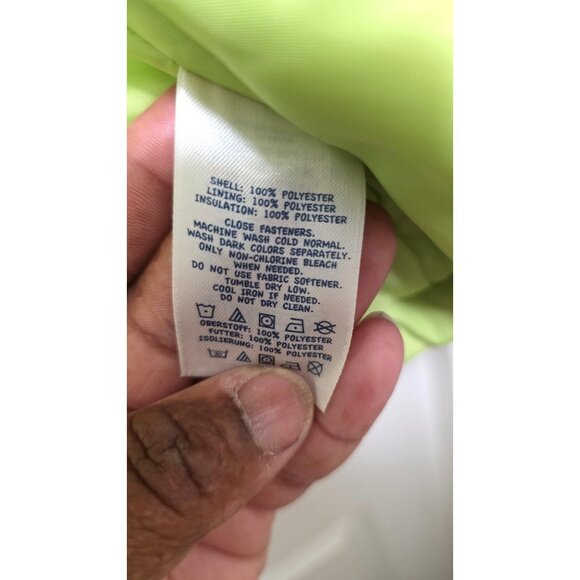 SHELL: 100% POLYESTER
LINING: 100% POLYESTER
INSULATION: 100% POLYESTER
CLOSE FASTENERS.
MACHINE WASH COLD NORMAL.
WASH DARK COLORS SEPARATELY.
ONLY NON-CHLORINE BLEACH
WHEN NEEDED.
DO NOT USE FABRIC SOFTENER.
TUMBLE DRY LOW.
COOL IRON IF NEEDED.
DO NOT DRY CLEAN.
OBERSTOFF: 100% POLYESTER
FUTTER: 100% POLYESTER
ISOLIERUNG: 100% POLYESTER